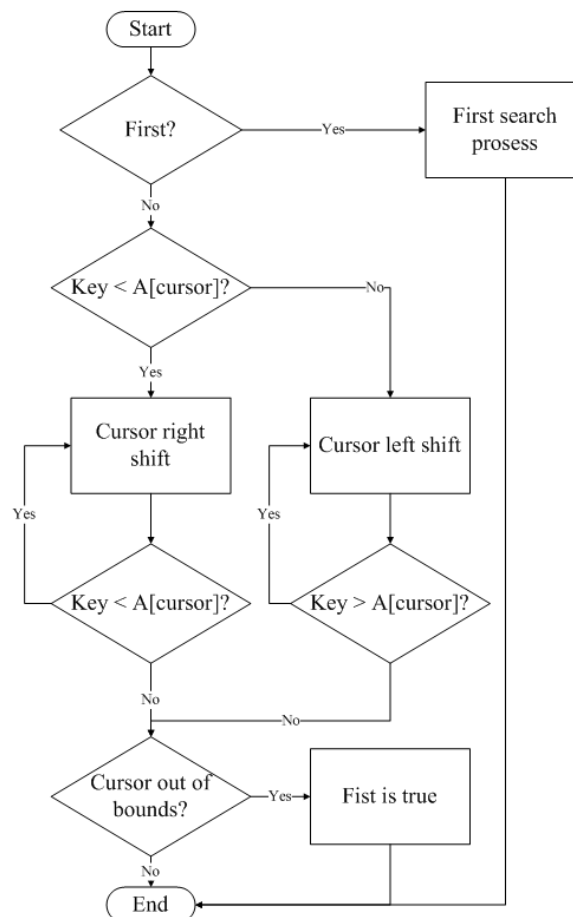 Start
First?
Yes
First search
prosess
No
Key < A[cursor]?
No
Yes
Cursor right
shift
Cursor left shift
Yes
Yes
Key < A[cursor]?
Key > A[cursor]?
No
No
Cursor out of
bounds?
Yes
Fist is true
No
End